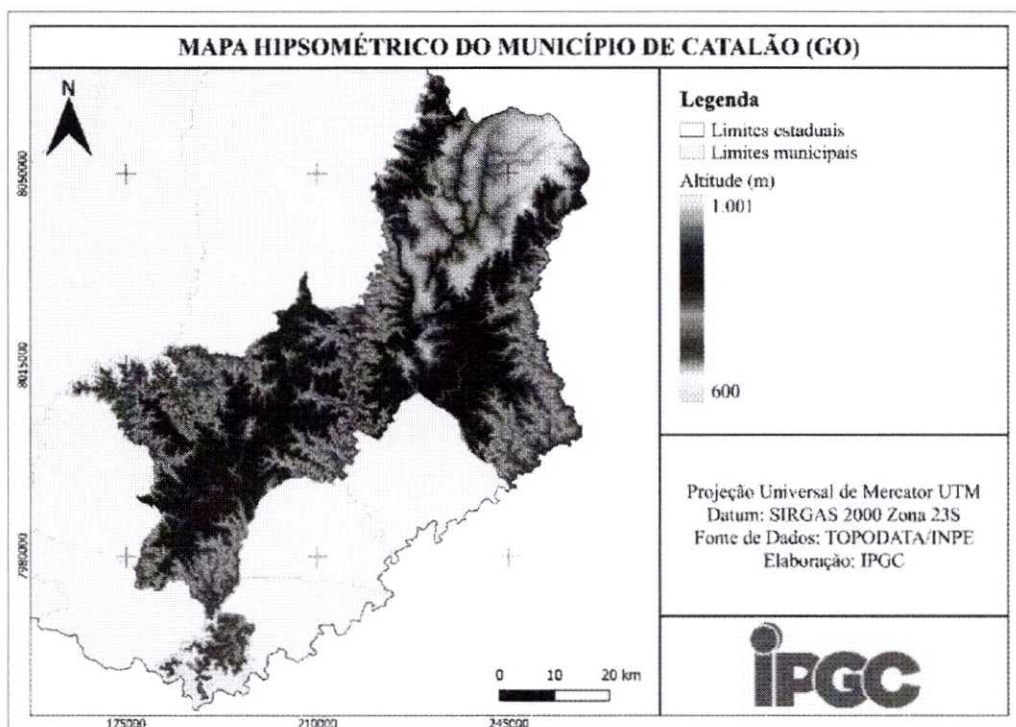 MAPA HIPSOMÉTRICO DO MUNICÍPIO DE CATALÃO (GO)
N
8050000
8015000
7980000
175000
210000
245000
0 10 20 km
Legenda
Limites estaduais
Limites municipais
Altitude (m)
1.001
600
Projeção Universal de Mercator UTM
Datum: SIRGAS 2000 Zona 23S
Fonte de Dados: TOPODATA/INPE
Elaboração: IPGC
iPGC